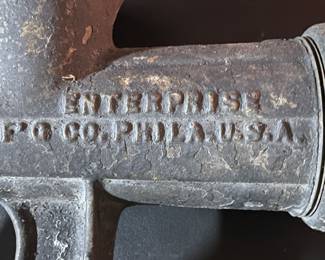 ENTERPRISE
F'G CO. PHILA. U.S.A.